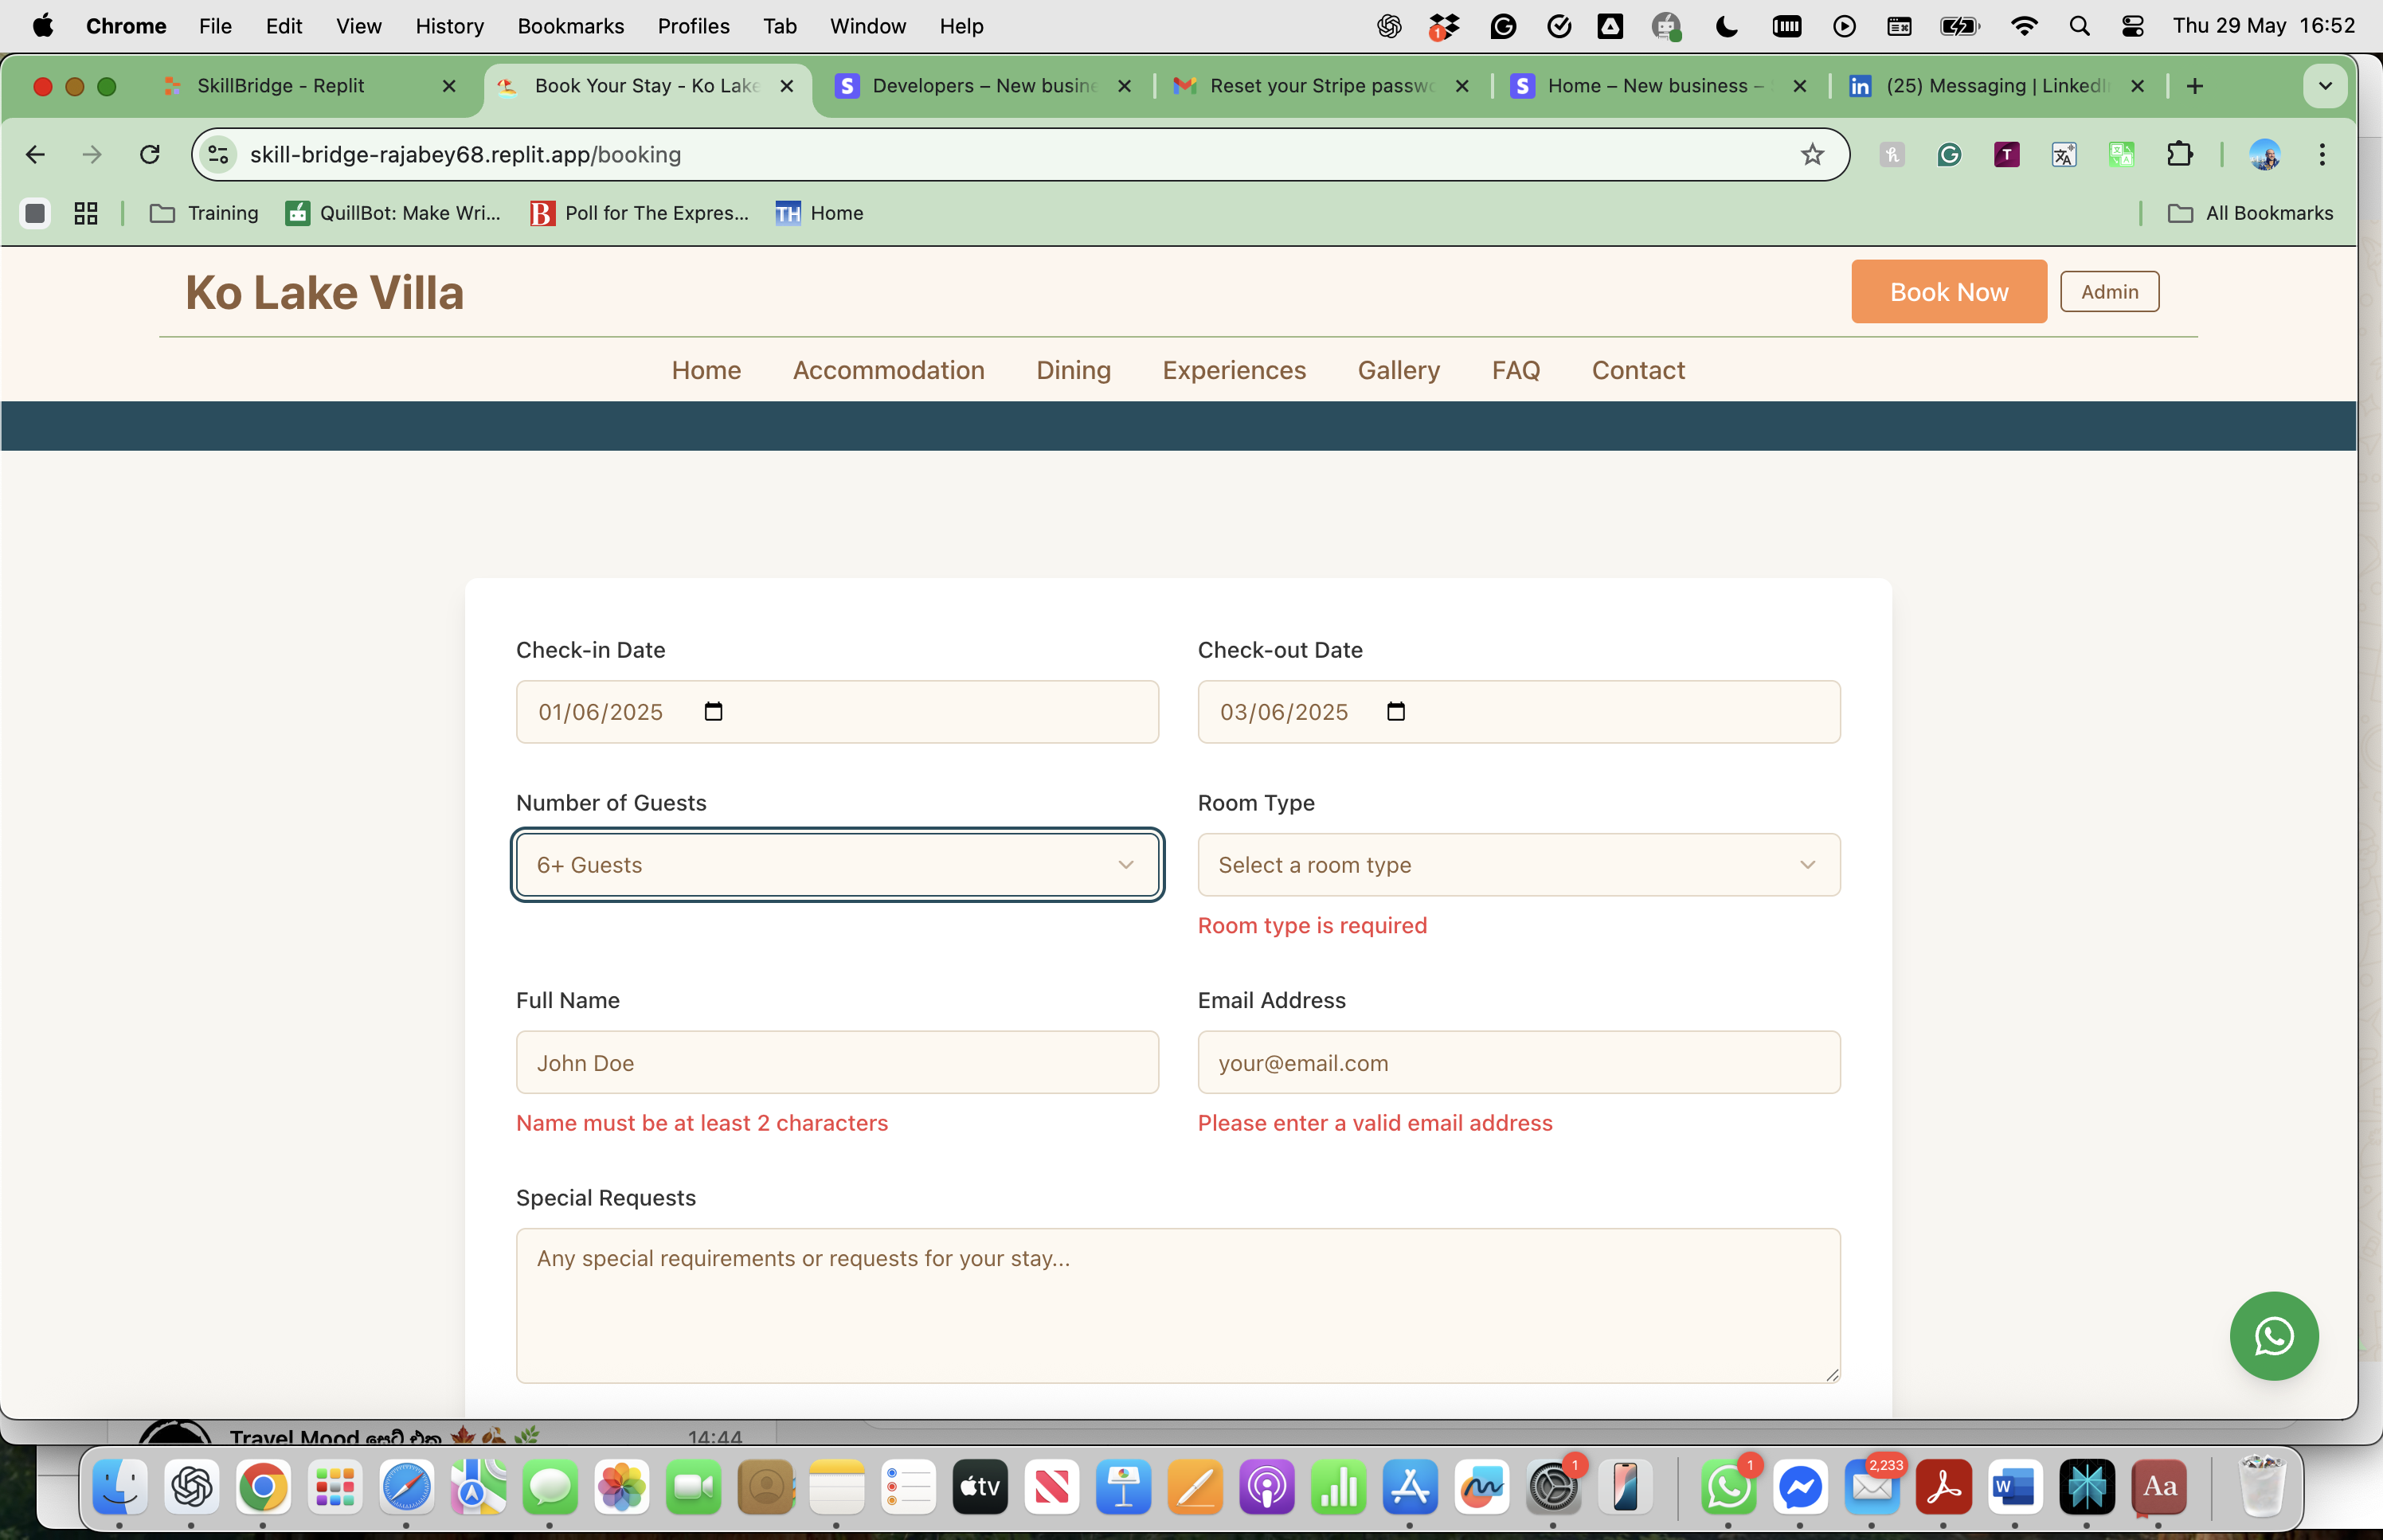 Chrome File Edit View History Bookmarks Profiles Tab Window Help 1 Thu 29 May 16:52
SkillBridge - Replit Book Your Stay - Ko Lake Developers – New busine Reset your Stripe passwo Home – New business – (25) Messaging | LinkedI
skill-bridge-rajabey68.replit.app/booking
Training QuillBot: Make Wri... Poll for The Expres... TH Home All Bookmarks
Ko Lake Villa
Book Now
Admin
Home Accommodation Dining Experiences Gallery FAQ Contact
Check-in Date Check-out Date
01/06/2025 03/06/2025
Number of Guests Room Type
6+ Guests Select a room type
Room type is required
Full Name Email Address
John Doe your@email.com
Name must be at least 2 characters Please enter a valid email address
Special Requests
Any special requirements or requests for your stay...
Travel Mood සෙට් එක 14:44
tv 1 1 2,233 W Aa